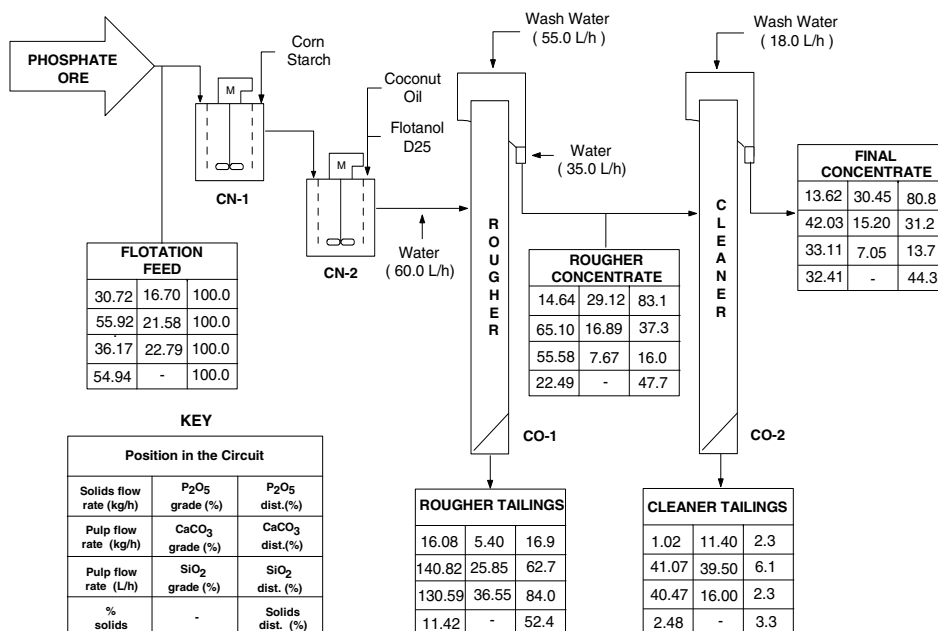 PHOSPHATE
ORE
Corn
Starch
M
CN-1
Coconut
Oil
Flotanol
D25
M
CN-2
Water
( 60.0 L/h)
Wash Water
( 55.0 L/h )
Water
( 35.0 L/h)
ROUGHER
CO-1
Wash Water
( 18.0 L/h )
CLEANER
CO-2
FLOTATION
FEED
30.72 16.70 100.0
55.92 21.58 100.0
36.17 22.79 100.0
54.94 - 100.0
ROUGHER
CONCENTRATE
14.64 29.12 83.1
65.10 16.89 37.3
55.58 7.67 16.0
22.49 - 47.7
FINAL
CONCENTRATE
13.62 30.45 80.8
42.03 15.20 31.2
33.11 7.05 13.7
32.41 - 44.3
KEY
Position in the Circuit
Solids flow
rate (kg/h)
P2O5
grade (%)
P2O5
dist.(%)
Pulp flow
rate (kg/h)
CaCO3
grade (%)
CaCO3
dist.(%)
Pulp flow
rate (L/h)
SiO2
grade (%)
SiO2
dist. (%)
%
solids
-
Solids
dist. (%)
ROUGHER TAILINGS
16.08 5.40 16.9
140.82 25.85 62.7
130.59 36.55 84.0
11.42 - 52.4
CLEANER TAILINGS
1.02 11.40 2.3
41.07 39.50 6.1
40.47 16.00 2.3
2.48 - 3.3